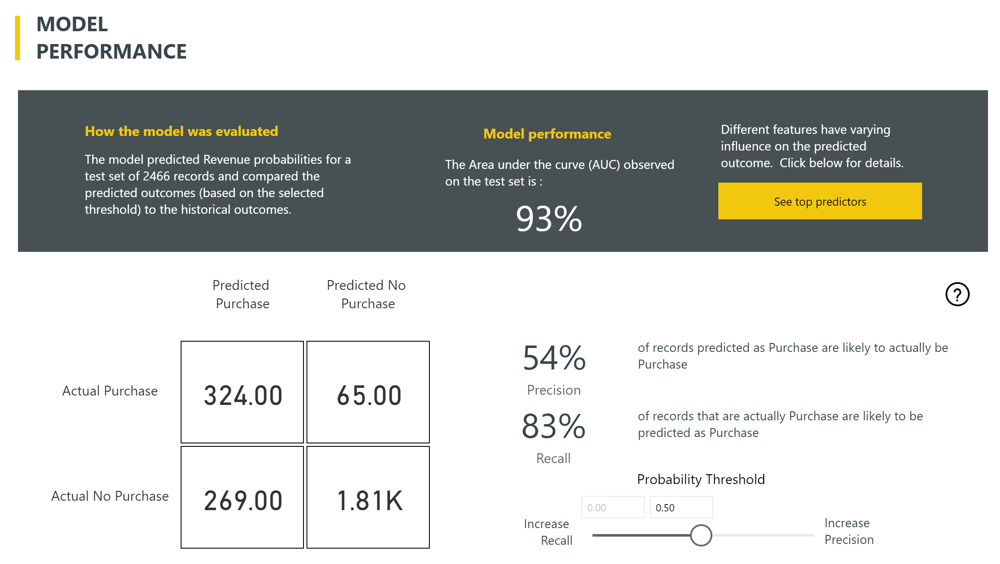 MODEL
PERFORMANCE
How the model was evaluated
The model predicted Revenue probabilities for a
test set of 2466 records and compared the
predicted outcomes (based on the selected
threshold) to the historical outcomes.
Model performance
The Area under the curve (AUC) observed
on the test set is :
93%
Different features have varying
influence on the predicted
outcome.  Click below for details.
See top predictors
Predicted
Purchase
Predicted No
Purchase
?
Actual Purchase
324.00
65.00
Actual No Purchase
269.00
1.81K
54%
Precision
of records predicted as Purchase are likely to actually be
Purchase
83%
Recall
of records that are actually Purchase are likely to be
predicted as Purchase
Probability Threshold
0.00
0.50
Increase
Recall
Increase
Precision